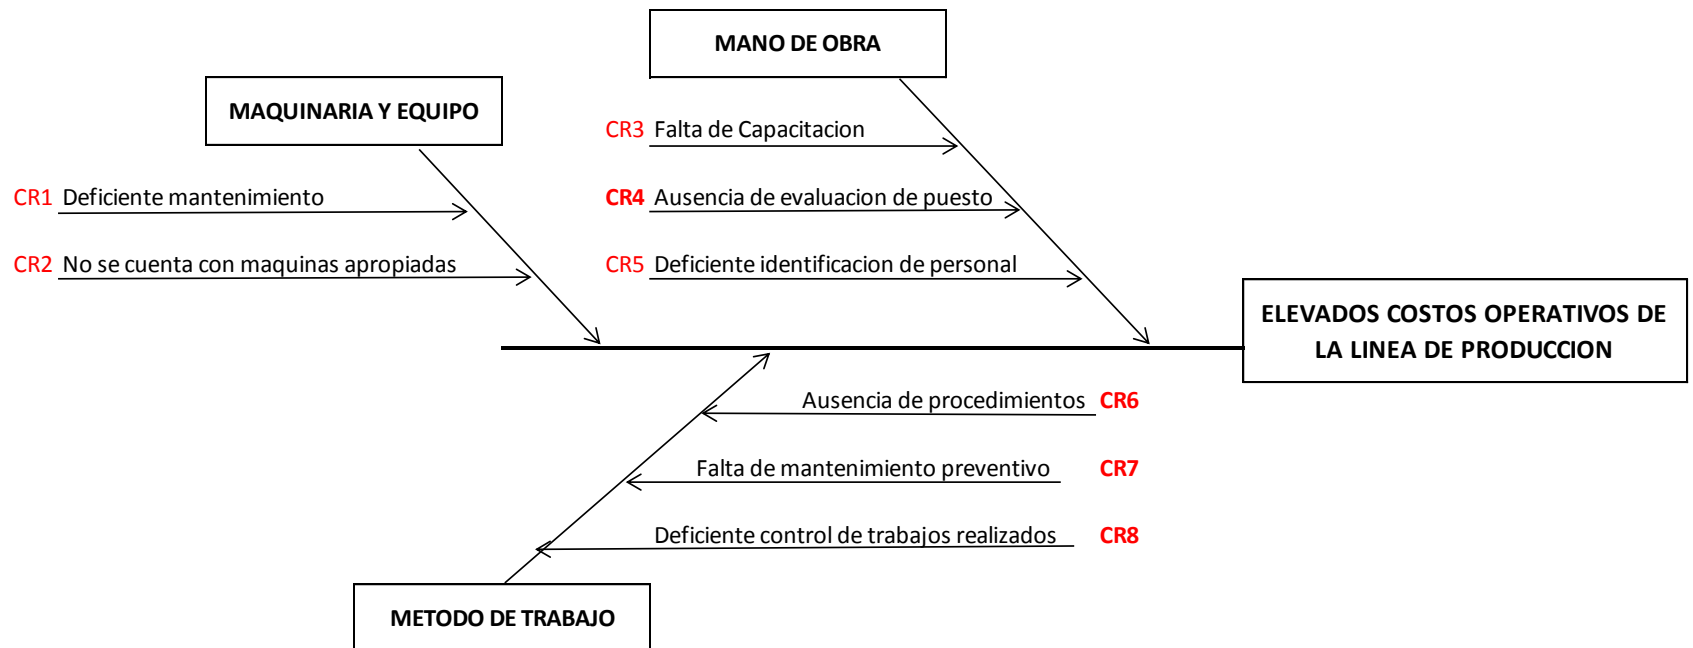 MANO DE OBRA
MAQUINARIA Y EQUIPO
CR3 Falta de Capacitacion
CR1 Deficiente mantenimiento
CR4 Ausencia de evaluacion de puesto
CR2 No se cuenta con maquinas apropiadas
CR5 Deficiente identificacion de personal
ELEVADOS COSTOS OPERATIVOS DE
LA LINEA DE PRODUCCION
Ausencia de procedimientos CR6
Falta de mantenimiento preventivo CR7
Deficiente control de trabajos realizados CR8
METODO DE TRABAJO